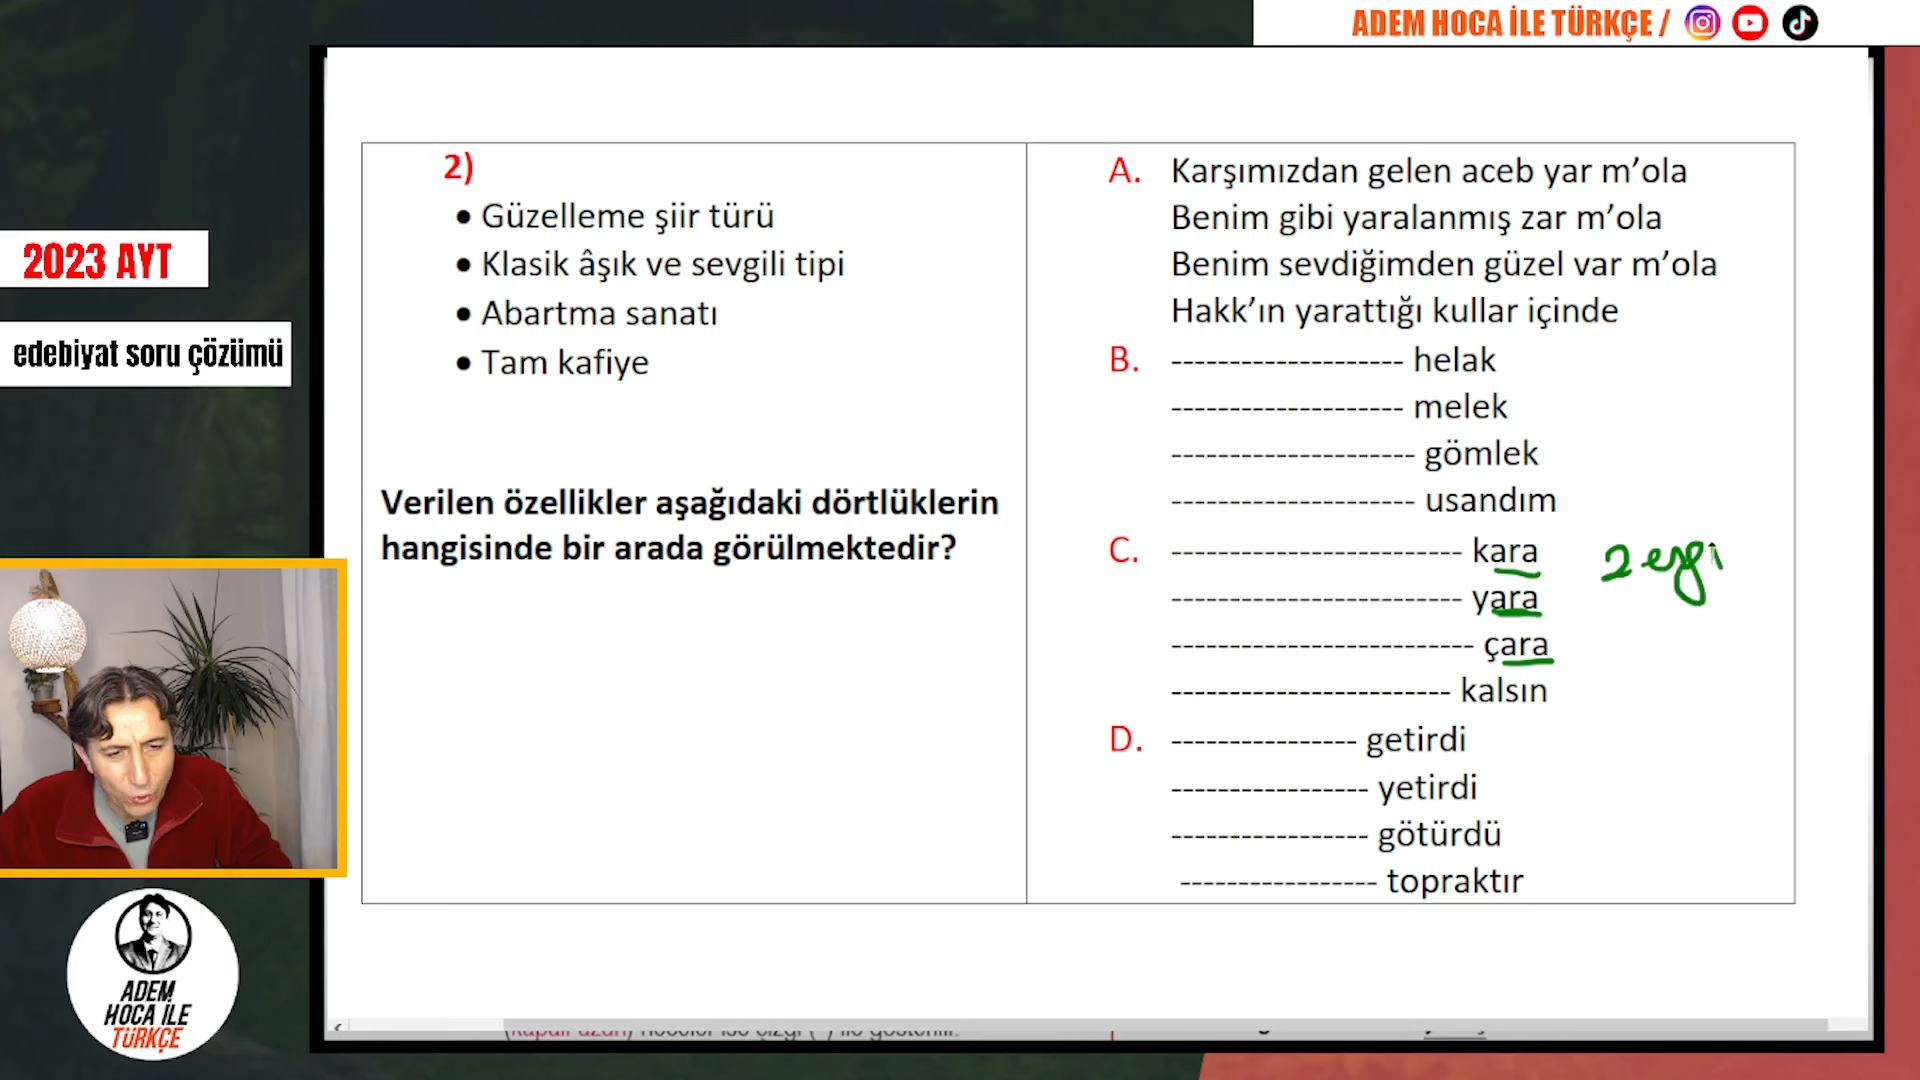 ADEM HOCA İLE TÜRKÇE /
2023 AYT
edebiyat soru çözümü
2)
• Güzelleme şiir türü
• Klasik âşık ve sevgili tipi
• Abartma sanatı
• Tam kafiye
Verilen özellikler aşağıdaki dörtlüklerin
hangisinde bir arada görülmektedir?
A. Karşımızdan gelen aceb yar m’ola
Benim gibi yaralanmış zar m’ola
Benim sevdiğimden güzel var m’ola
Hakk’ın yarattığı kullar içinde
B. -------------------- helak
-------------------- melek
--------------------- gömlek
--------------------- usandım
C. ------------------------- kara
------------------------- yara
-------------------------- çara
------------------------ kalsın
D. ---------------- getirdi
----------------- yetirdi
----------------- götürdü
----------------- topraktır
ADEM
HOCA İLE
TÜRKÇE